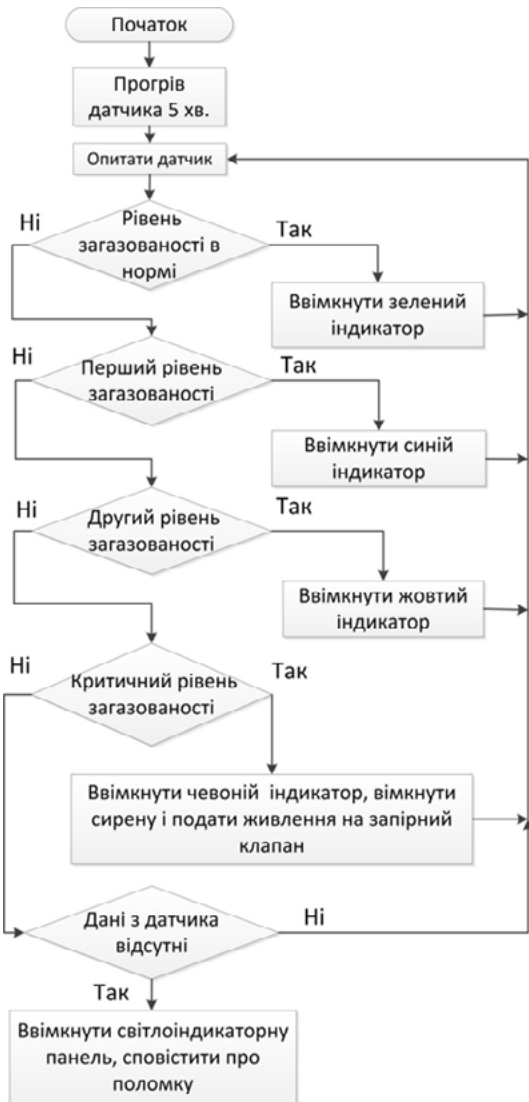 Початок
Прогрів
датчика 5 хв.
Опитати датчик
Ні
Рівень
загазованості в
нормі
Так
Ввімкнути зелений
індикатор
Ні
Перший рівень
загазованості
Так
Ввімкнути синій
індикатор
Ні
Другий рівень
загазованості
Так
Ввімкнути жовтий
індикатор
Ні
Критичний рівень
загазованості
Так
Ввімкнути чевоній індикатор, вімкнути
сирену і подати живлення на запірний
клапан
Дані з датчика
відсутні
Ні
Так
Ввімкнути світлоіндикаторну
панель, сповістити про
поломку